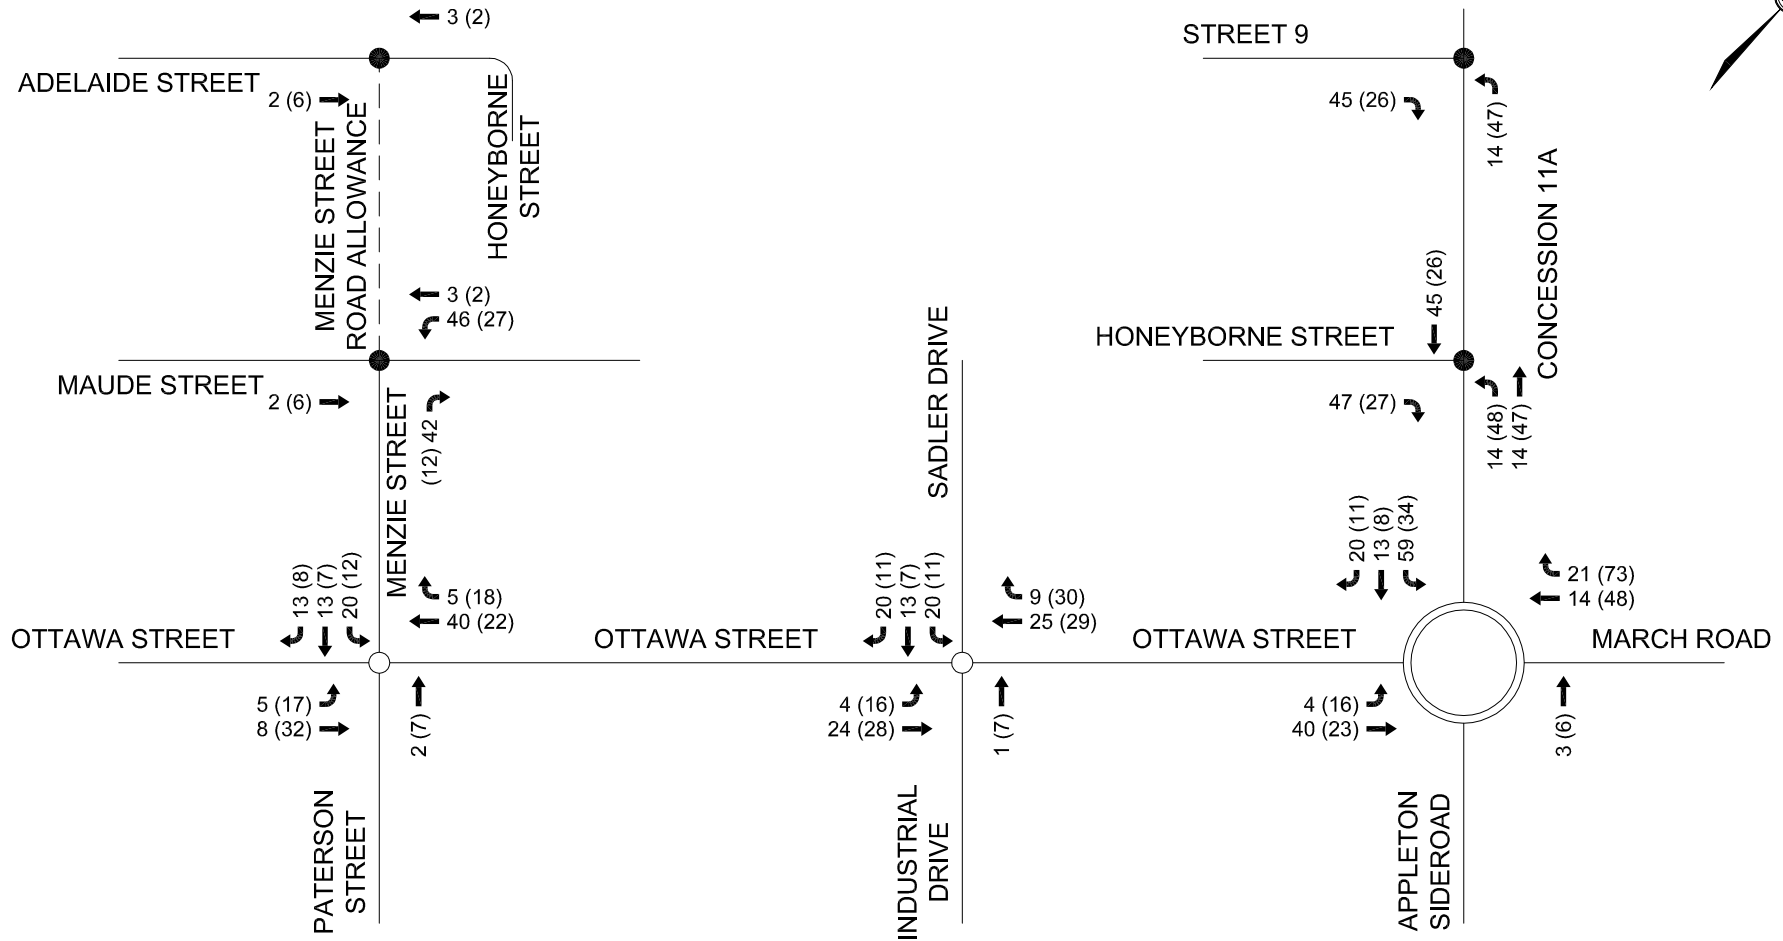 3 (2)
STREET 9
ADELAIDE STREET
2 (6)
45 (26)
14 (47)
MENZIE STREET
ROAD ALLOWANCE
HONEYBORNE
STREET
CONCESSION 11A
3 (2)
46 (27)
45 (26)
HONEYBORNE STREET
MAUDE STREET
2 (6)
47 (27)
14 (48)
14 (47)
(12) 42
MENZIE STREET
SADLER DRIVE
13 (8)
13 (7)
20 (12)
5 (18)
40 (22)
20 (11)
13 (7)
20 (11)
9 (30)
25 (29)
20 (11)
13 (8)
59 (34)
21 (73)
14 (48)
OTTAWA STREET
OTTAWA STREET
OTTAWA STREET
MARCH ROAD
5 (17)
8 (32)
2 (7)
4 (16)
24 (28)
1 (7)
4 (16)
40 (23)
3 (6)
PATERSON
STREET
INDUSTRIAL
DRIVE
APPLETON
SIDEROAD